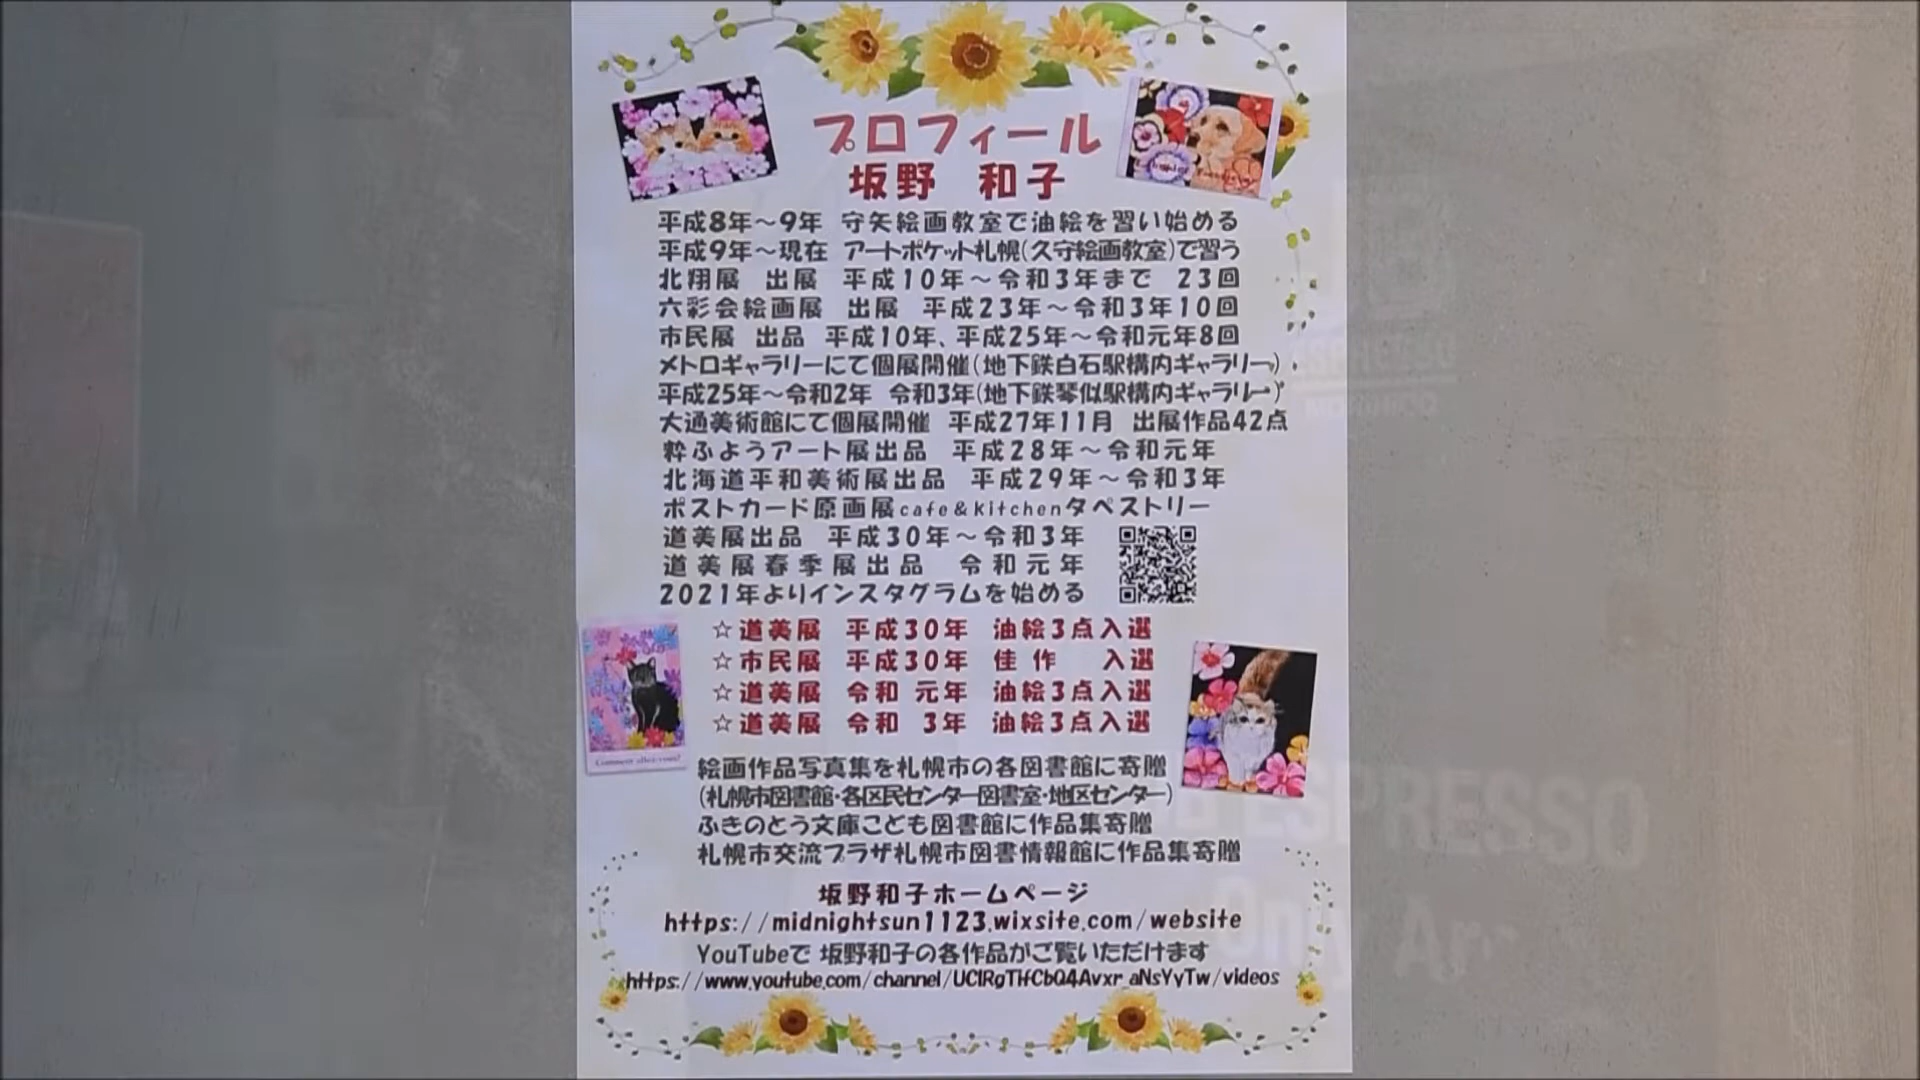 プロフィール
坂野 和子
平成8年～9年 守矢絵画教室で油絵を習い始める
平成9年～現在 アートポケット札幌(久守絵画教室)で習う
北翔展 出展 平成10年～令和3年まで 23回
六彩会絵画展 出展 平成23年～令和3年10回
市民展 出品 平成10年、平成25年～令和元年8回
メトロギャラリーにて個展開催(地下鉄白石駅構内ギャラリー)
平成25年～令和2年 令和3年(地下鉄琴似駅構内ギャラリー)
大通美術館にて個展開催 平成27年11月 出展作品42点
粋ふようアート展出品 平成28年～令和元年
北海道平和美術展出品 平成29年～令和3年
ポストカード原画展cafe&kitchenタペストリー
道美展出品 平成30年～令和3年
道美展春季展出品 令和元年
2021年よりインスタグラムを始める
☆道美展 平成30年 油絵3点入選
☆市民展 平成30年 佳作 入選
☆道美展 令和 元年 油絵3点入選
☆道美展 令和 3年 油絵3点入選
Comment allez-vous?
絵画作品写真集を札幌市の各図書館に寄贈
(札幌市図書館・各区民センター図書室・地区センター)
ふきのとう文庫こども図書館に作品集寄贈
札幌市交流プラザ札幌市図書情報館に作品集寄贈
坂野和子ホームページ
https://midnightsun1123.wixsite.com/website
YouTubeで 坂野和子の各作品がご覧いただけます
https://www.youtube.com/channel/UClRgTlfCbQ4Avxr_aNsYyTw/videos
ESPRESSO